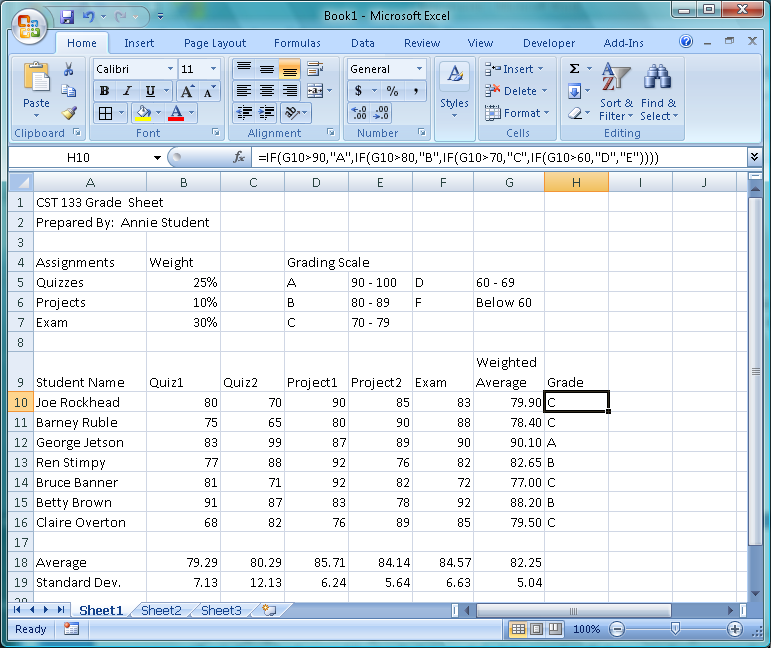 Book1 - Microsoft Excel
Home Insert Page Layout Formulas Data Review View Developer Add-Ins
Calibri 11 General Insert Σ
Paste B I U A A $ % , Styles Delete Sort & Filter Find & Select
A Format
Clipboard Font Alignment Number Cells Editing
H10 fx =IF(G10>90,"A",IF(G10>80,"B",IF(G10>70,"C",IF(G10>60,"D","E"))))
A B C D E F G H I J
1 CST 133 Grade Sheet
2 Prepared By: Annie Student
3
4 Assignments Weight Grading Scale
5 Quizzes 25% A 90 - 100 D 60 - 69
6 Projects 10% B 80 - 89 F Below 60
7 Exam 30% C 70 - 79
8
9 Student Name Quiz1 Quiz2 Project1 Project2 Exam Weighted Average Grade
10 Joe Rockhead 80 70 90 85 83 79.90 C
11 Barney Ruble 75 65 80 90 88 78.40 C
12 George Jetson 83 99 87 89 90 90.10 A
13 Ren Stimpy 77 88 92 76 82 82.65 B
14 Bruce Banner 81 71 92 82 72 77.00 C
15 Betty Brown 91 87 83 78 92 88.20 B
16 Claire Overton 68 82 76 89 85 79.50 C
17
18 Average 79.29 80.29 85.71 84.14 84.57 82.25
19 Standard Dev. 7.13 12.13 6.24 5.64 6.63 5.04
Sheet1 Sheet2 Sheet3
Ready 100%